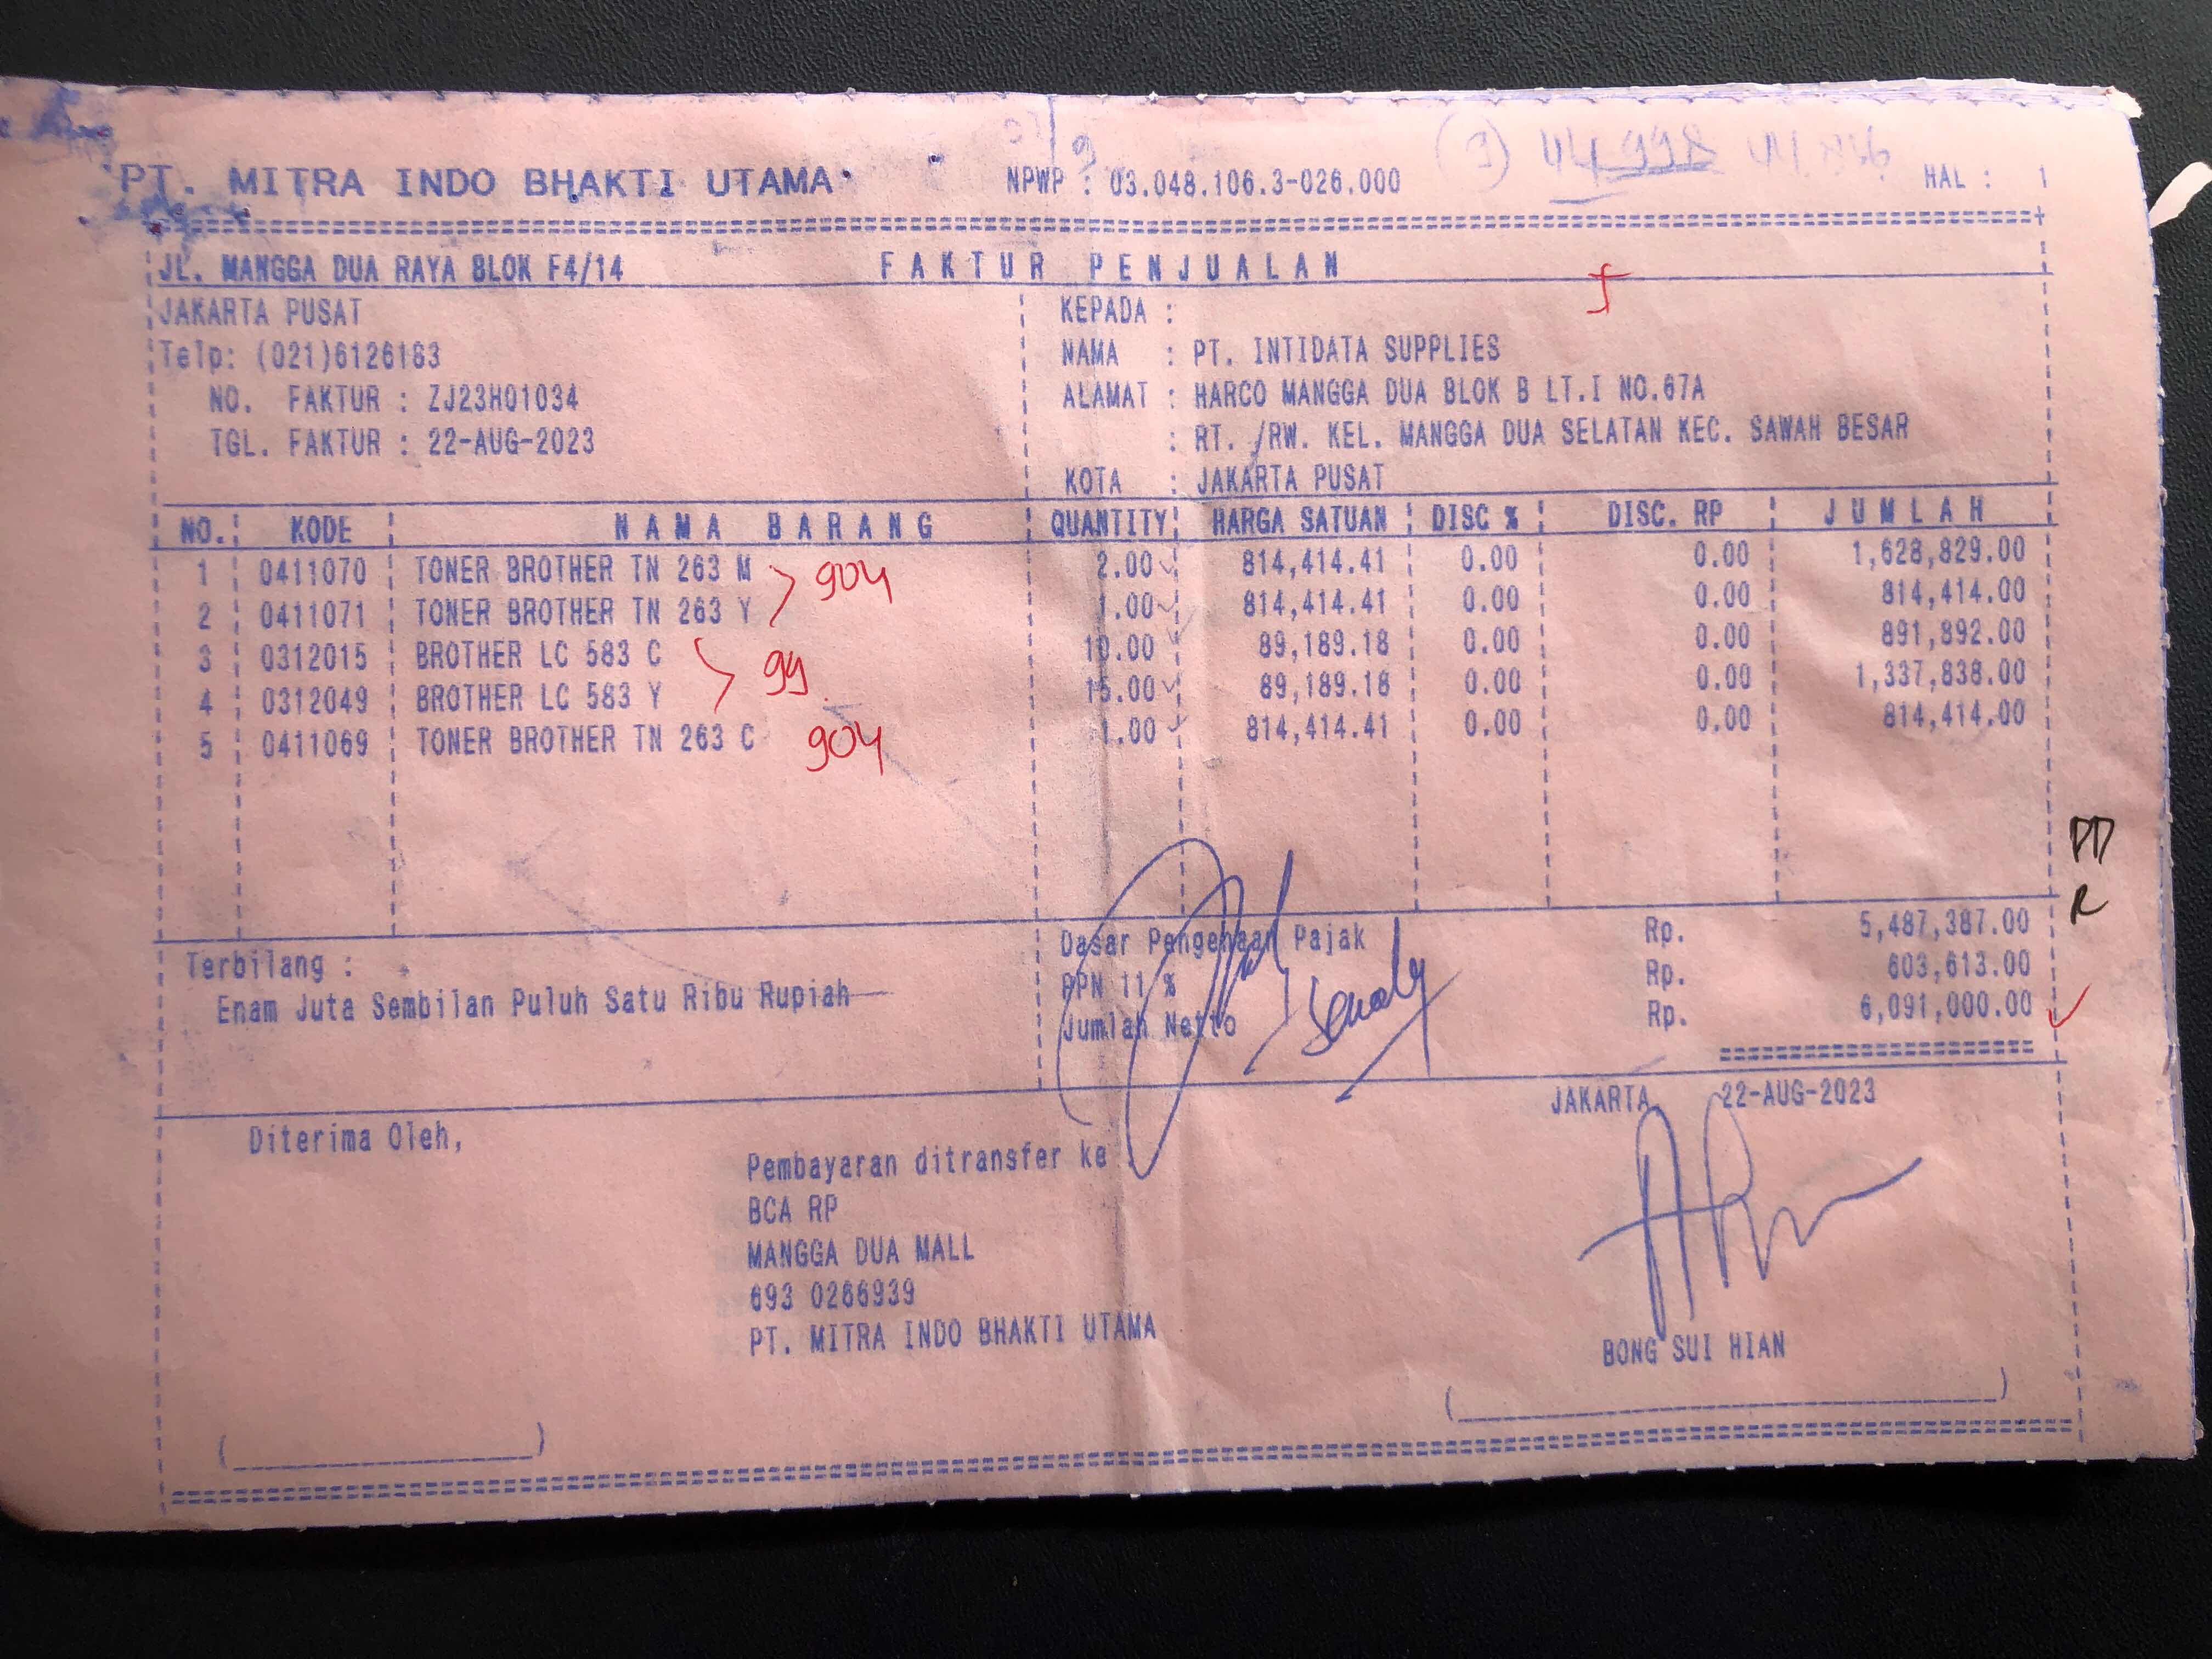 PT. MITRA INDO BHAKTI UTAMA NPWP : 03.048.106.3-026.000 HAL : 1
JL. MANGGA DUA RAYA BLOK F4/14 FAKTUR PENJUALAN
JAKARTA PUSAT KEPADA :
Telp: (021)6126183 NAMA : PT. INTIDATA SUPPLIES
NO. FAKTUR : ZJ23H01034 ALAMAT : HARCO MANGGA DUA BLOK B LT.I NO.67A
TGL. FAKTUR : 22-AUG-2023 : RT. /RW. KEL. MANGGA DUA SELATAN KEC. SAWAH BESAR
KOTA : JAKARTA PUSAT
NO. KODE NAMA BARANG QUANTITY HARGA SATUAN DISC % DISC. RP JUMLAH
1 0411070 TONER BROTHER TN 263 M 904 2.00 814,414.41 0.00 0.00 1,628,829.00
2 0411071 TONER BROTHER TN 263 Y 1.00 814,414.41 0.00 0.00 814,414.00
3 0312015 BROTHER LC 583 C 99 10.00 89,189.18 0.00 0.00 891,892.00
4 0312049 BROTHER LC 583 Y 15.00 89,189.18 0.00 0.00 1,337,838.00
5 0411069 TONER BROTHER TN 263 C 904 1.00 814,414.41 0.00 0.00 814,414.00
Dasar Pengenaan Pajak Rp. 5,487,387.00
Terbilang : PPN 11 % Rp. 603,613.00
Enam Juta Sembilan Puluh Satu Ribu Rupiah Jumlah Netto Rp. 6,091,000.00
JAKARTA, 22-AUG-2023
Diterima Oleh,
Pembayaran ditransfer ke
BCA RP
MANGGA DUA MALL
693 0266939
PT. MITRA INDO BHAKTI UTAMA
BONG SUI HIAN